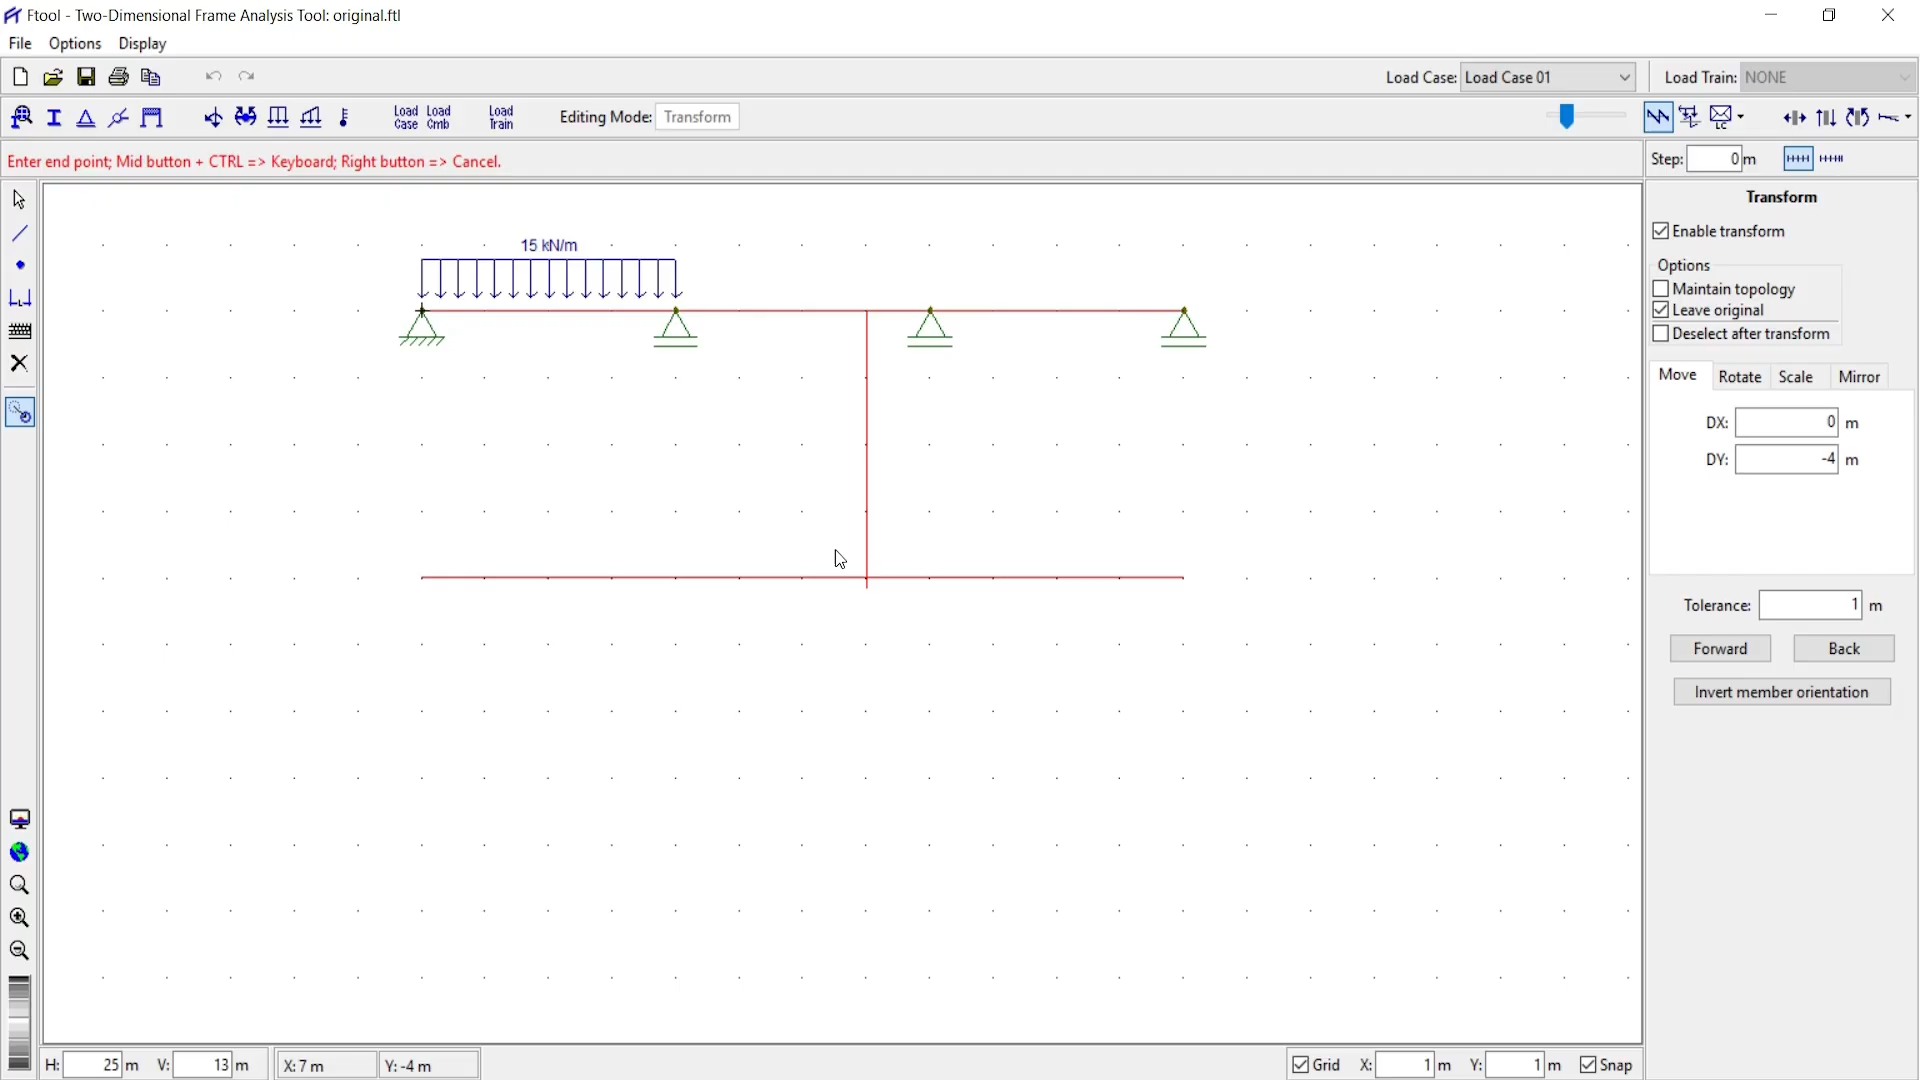 Ftool - Two-Dimensional Frame Analysis Tool: original.ftl
File Options Display
Load Case: Load Case 01 Load Train: NONE
Load Case Load Cmb Load Train Editing Mode: Transform LC
Enter end point; Mid button + CTRL => Keyboard; Right button => Cancel.
Step: 0 m
Transform
Enable transform
Options
Maintain topology
Leave original
Deselect after transform
Move Rotate Scale Mirror
DX: 0 m
DY: -4 m
Tolerance: 1 m
Forward Back
Invert member orientation
15 kN/m
H: 25 m V: 13 m X: 7 m Y: -4 m Grid X: 1 m Y: 1 m Snap